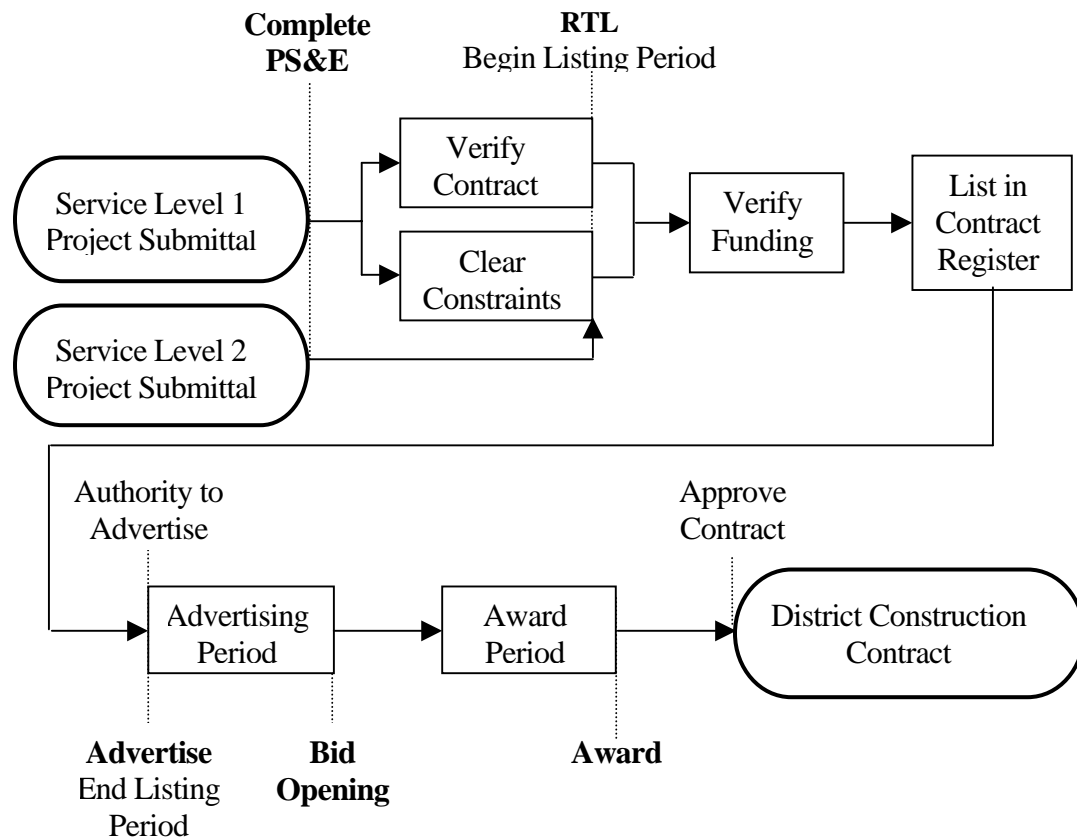 Complete
PS&E
RTL
Begin Listing Period
Service Level 1
Project Submittal
Verify
Contract
Clear
Constraints
Verify
Funding
List in
Contract
Register
Service Level 2
Project Submittal
Authority to
Advertise
Approve
Contract
Advertising
Period
Award
Period
District Construction
Contract
Advertise
End Listing
Period
Bid
Opening
Award